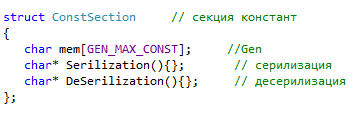 struct ConstSection // секция констант
{
char mem[GEN_MAX_CONST]; //Gen
char* Serilization(){}; // серилизация
char* DeSerilization(){}; // десерилизация
};